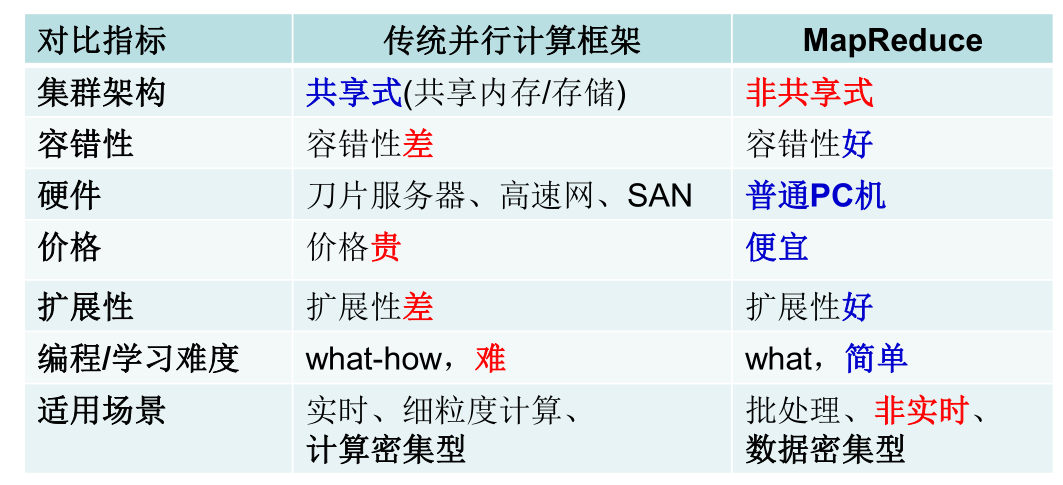 对比指标 传统并行计算框架 MapReduce
集群架构 共享式(共享内存/存储) 非共享式
容错性 容错性差 容错性好
硬件 刀片服务器、高速网、SAN 普通PC机
价格 价格贵 便宜
扩展性 扩展性差 扩展性好
编程/学习难度 what-how，难 what，简单
适用场景 实时、细粒度计算、 批处理、非实时、
计算密集型 数据密集型